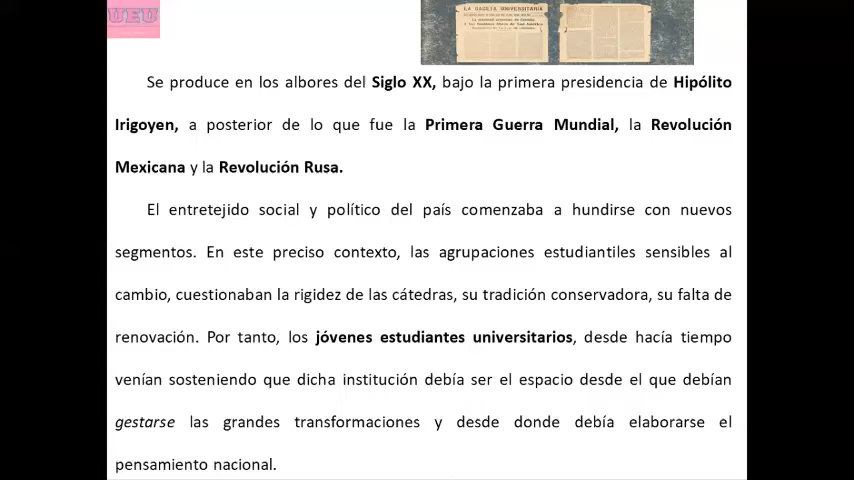 UEU
LA GAZETA UNIVERSITARIA
Se produce en los albores del Siglo XX, bajo la primera presidencia de Hipólito
Irigoyen, a posterior de lo que fue la Primera Guerra Mundial, la Revolución
Mexicana y la Revolución Rusa.
El entretejido social y político del país comenzaba a hundirse con nuevos
segmentos. En este preciso contexto, las agrupaciones estudiantiles sensibles al
cambio, cuestionaban la rigidez de las cátedras, su tradición conservadora, su falta de
renovación. Por tanto, los jóvenes estudiantes universitarios, desde hacía tiempo
venían sosteniendo que dicha institución debía ser el espacio desde el que debían
gestarse las grandes transformaciones y desde donde debía elaborarse el
pensamiento nacional.